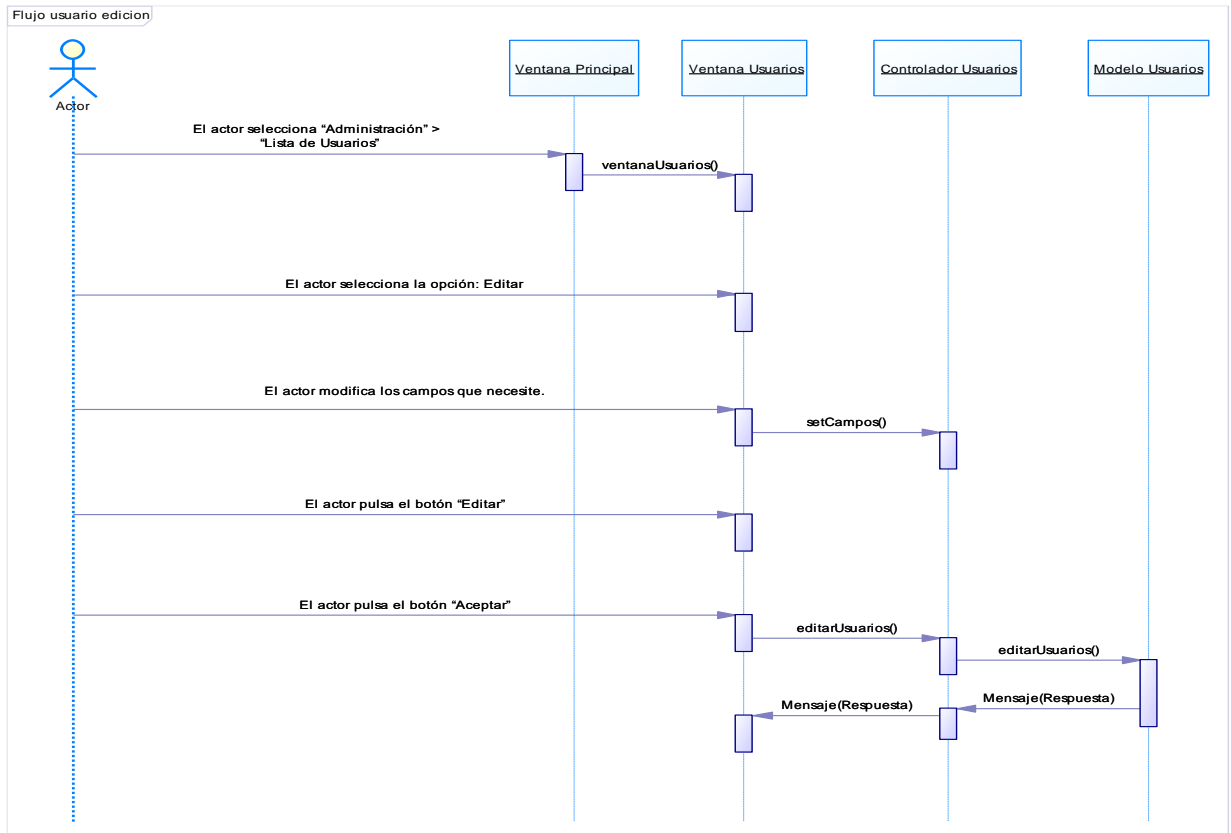 Flujo usuario edicion
Actor
Ventana Principal
Ventana Usuarios
Controlador Usuarios
Modelo Usuarios
El actor selecciona “Administración” >
“Lista de Usuarios”
ventanaUsuarios()
El actor selecciona la opción: Editar
El actor modifica los campos que necesite.
setCampos()
El actor pulsa el botón “Editar”
El actor pulsa el botón “Aceptar”
editarUsuarios()
editarUsuarios()
Mensaje(Respuesta)
Mensaje(Respuesta)